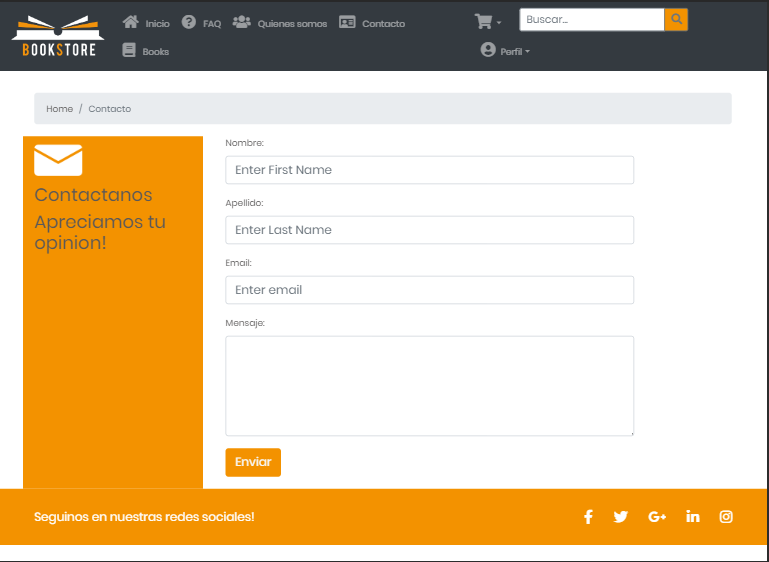 BOOKSTORE
Inicio FAQ Quienes somos Contacto
Buscar...
Books
Perfil
Home / Contacto
Contactanos
Apreciamos tu
opinion!
Nombre:
Enter First Name
Apellido:
Enter Last Name
Email:
Enter email
Mensaje:
Enviar
Seguinos en nuestras redes sociales!